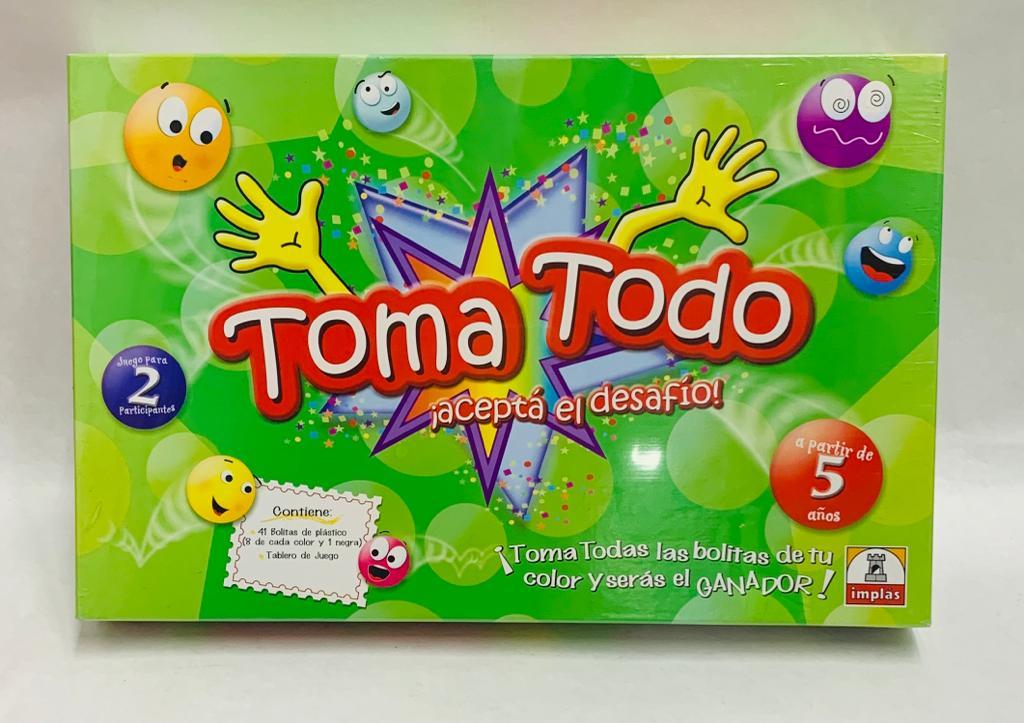 Toma Todo
¡aceptá el desafío!
Juego para
2
Participantes
a partir de
5
años
Contiene:
41 Bolitas de plástico
(8 de cada color y 1 negra)
Tablero de Juego
¡Toma Todas las bolitas de tu
color y serás el GANADOR!
implas